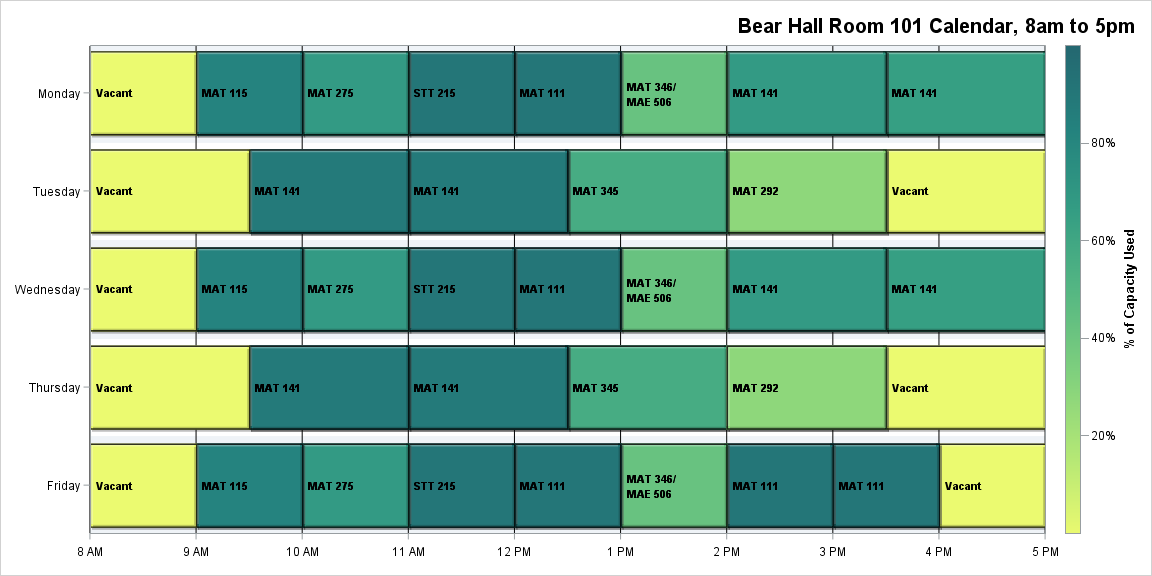 Bear Hall Room 101 Calendar, 8am to 5pm
Monday
Vacant
MAT 115
MAT 275
STT 215
MAT 111
MAT 346/
MAE 506
MAT 141
MAT 141
Tuesday
Vacant
MAT 141
MAT 141
MAT 345
MAT 292
Vacant
Wednesday
Vacant
MAT 115
MAT 275
STT 215
MAT 111
MAT 346/
MAE 506
MAT 141
MAT 141
Thursday
Vacant
MAT 141
MAT 141
MAT 345
MAT 292
Vacant
Friday
Vacant
MAT 115
MAT 275
STT 215
MAT 111
MAT 346/
MAE 506
MAT 111
MAT 111
Vacant
8 AM
9 AM
10 AM
11 AM
12 PM
1 PM
2 PM
3 PM
4 PM
5 PM
80%
60%
40%
20%
% of Capacity Used